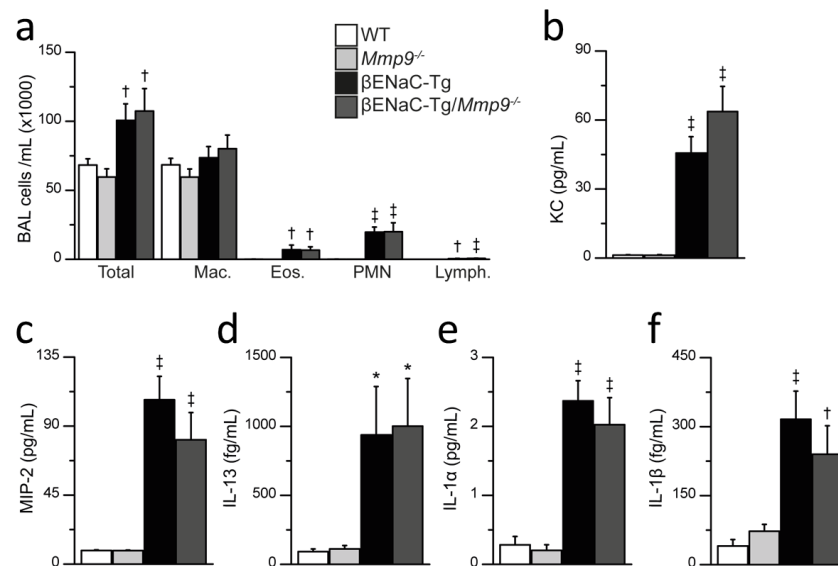 a
WT
Mmp9-/-
βENaC-Tg
βENaC-Tg/Mmp9-/-
150
100
50
0
BAL cells /mL (x1000)
† †
† †
‡ ‡
† ‡
Total Mac. Eos. PMN Lymph.
b
90
60
30
0
KC (pg/mL)
‡ ‡
c
135
90
45
0
MIP-2 (pg/mL)
‡ ‡
d
1500
1000
500
0
IL-13 (fg/mL)
* *
e
3
2
1
0
IL-1α (pg/mL)
‡ ‡
f
450
300
150
0
IL-1β (fg/mL)
‡ †